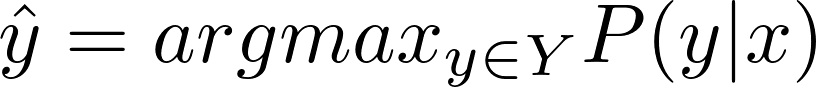 ŷ = argmax_{y∈Y} P(y|x)